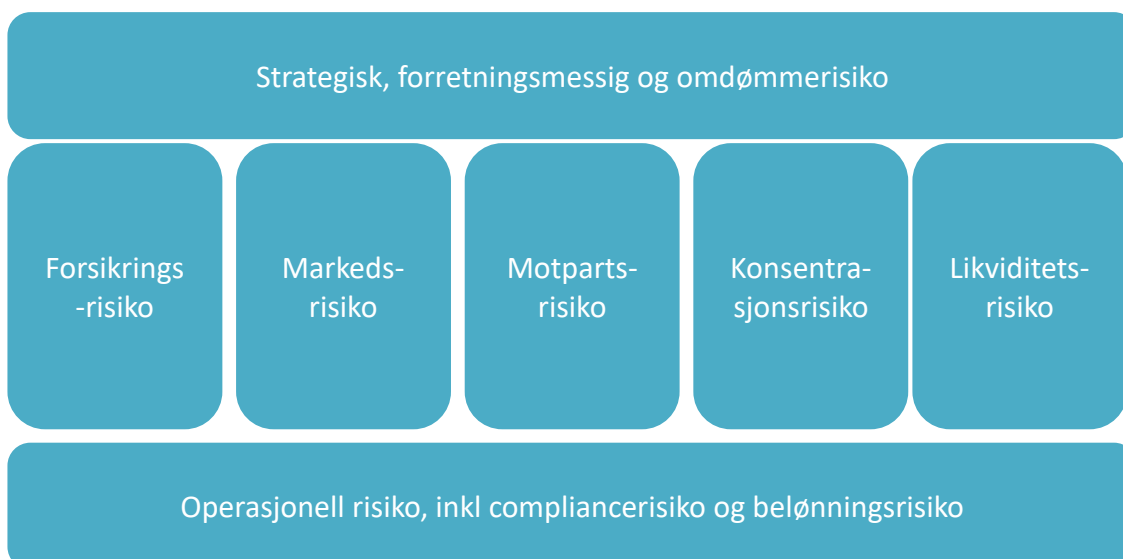 Strategisk, forretningsmessig og omdømmerisiko
Forsikrings
-risiko
Markeds-
risiko
Motparts-
risiko
Konsentra-
sjonsrisiko
Likviditets-
risiko
Operasjonell risiko, inkl compliancerisiko og belønningsrisiko